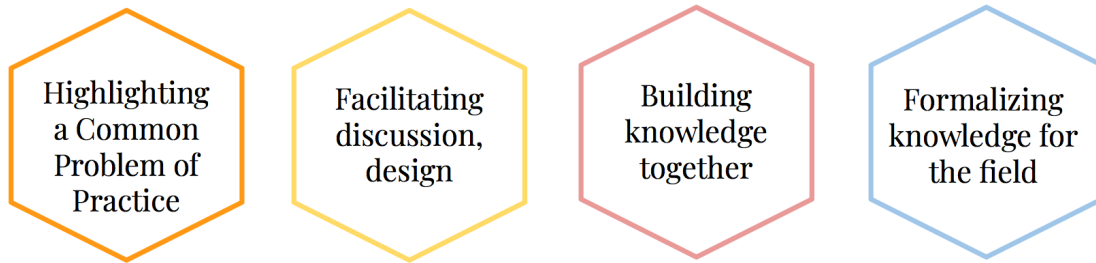 Highlighting
a Common
Problem of
Practice
Facilitating
discussion,
design
Building
knowledge
together
Formalizing
knowledge for
the field